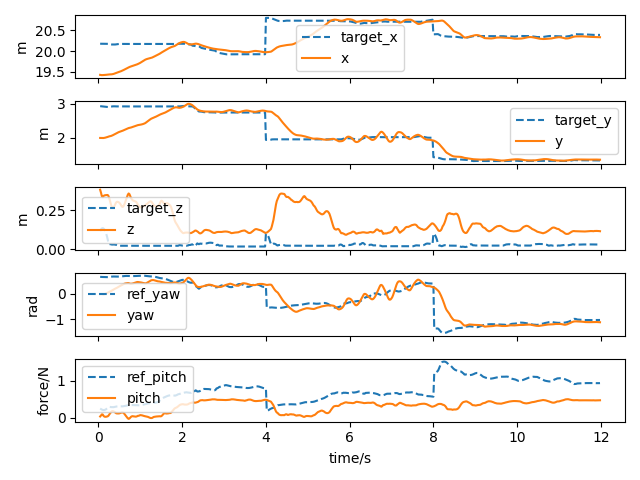 20.5
20.0
19.5
m
target_x
x
3
2
m
target_y
y
0.25
0.00
m
target_z
z
0
−1
rad
ref_yaw
yaw
1
0
force/N
ref_pitch
pitch
0 2 4 6 8 10 12
time/s